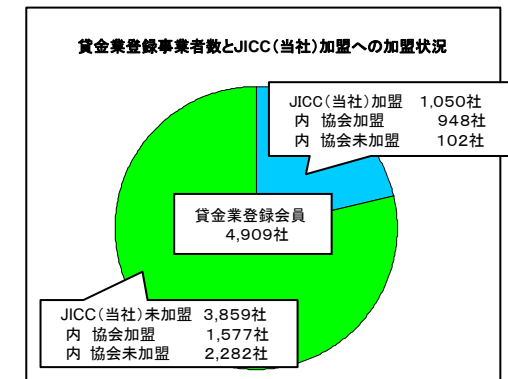 貸金業登録事業者数とJICC(当社)加盟への加盟状況
JICC(当社)加盟 1,050社
内 協会加盟 948社
内 協会未加盟 102社
貸金業登録会員
4,909社
JICC(当社)未加盟 3,859社
内 協会加盟 1,577社
内 協会未加盟 2,282社